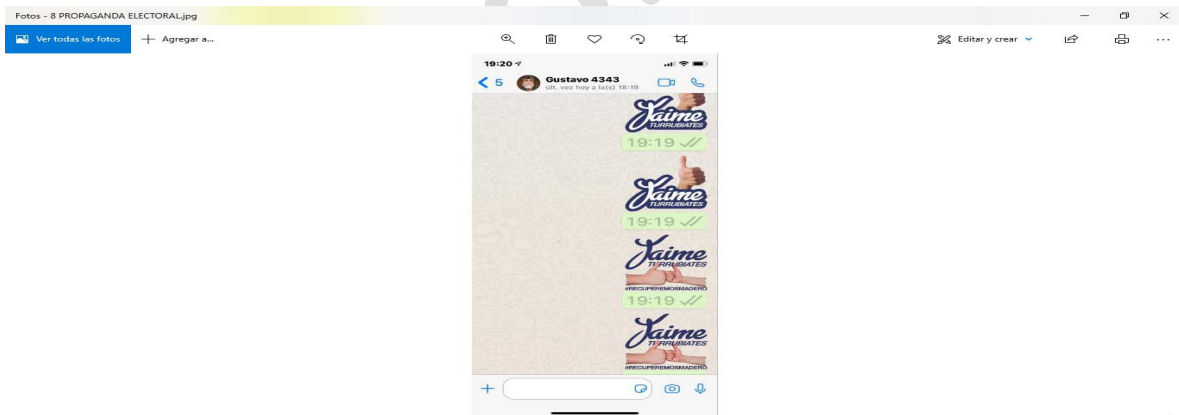 Fotos - 8 PROPAGANDA ELECTORAL.jpg
Ver todas las fotos
Agregar a...
Editar y crear
19:20
5
Gustavo 4343
últ. vez hoy a la(s) 18:19
Jaime
TURRUBIATES
19:19
Jaime
TURRUBIATES
19:19
Jaime
TURRUBIATES
#RECUPEREMOSMADERO
19:19
Jaime
TURRUBIATES
#RECUPEREMOSMADERO